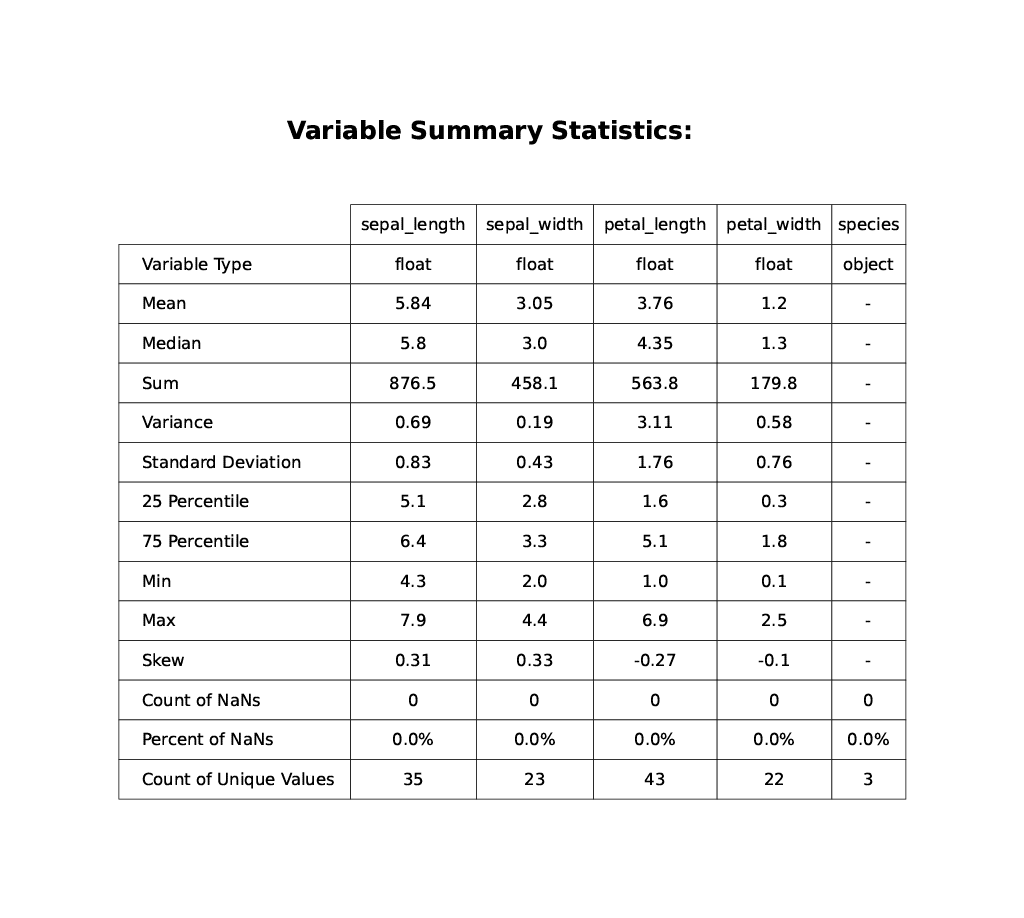 Variable Summary Statistics:
sepal_length sepal_width petal_length petal_width species
Variable Type float float float float object
Mean 5.84 3.05 3.76 1.2 -
Median 5.8 3.0 4.35 1.3 -
Sum 876.5 458.1 563.8 179.8 -
Variance 0.69 0.19 3.11 0.58 -
Standard Deviation 0.83 0.43 1.76 0.76 -
25 Percentile 5.1 2.8 1.6 0.3 -
75 Percentile 6.4 3.3 5.1 1.8 -
Min 4.3 2.0 1.0 0.1 -
Max 7.9 4.4 6.9 2.5 -
Skew 0.31 0.33 -0.27 -0.1 -
Count of NaNs 0 0 0 0 0
Percent of NaNs 0.0% 0.0% 0.0% 0.0% 0.0%
Count of Unique Values 35 23 43 22 3